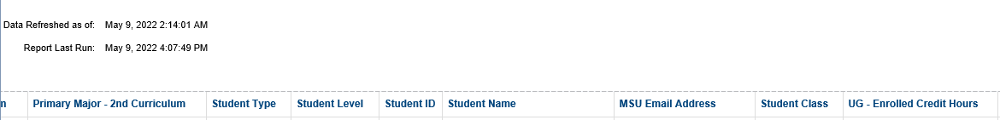 Data Refreshed as of: May 9, 2022 2:14:01 AM
Report Last Run: May 9, 2022 4:07:49 PM
n Primary Major - 2nd Curriculum Student Type Student Level Student ID Student Name MSU Email Address Student Class UG - Enrolled Credit Hours